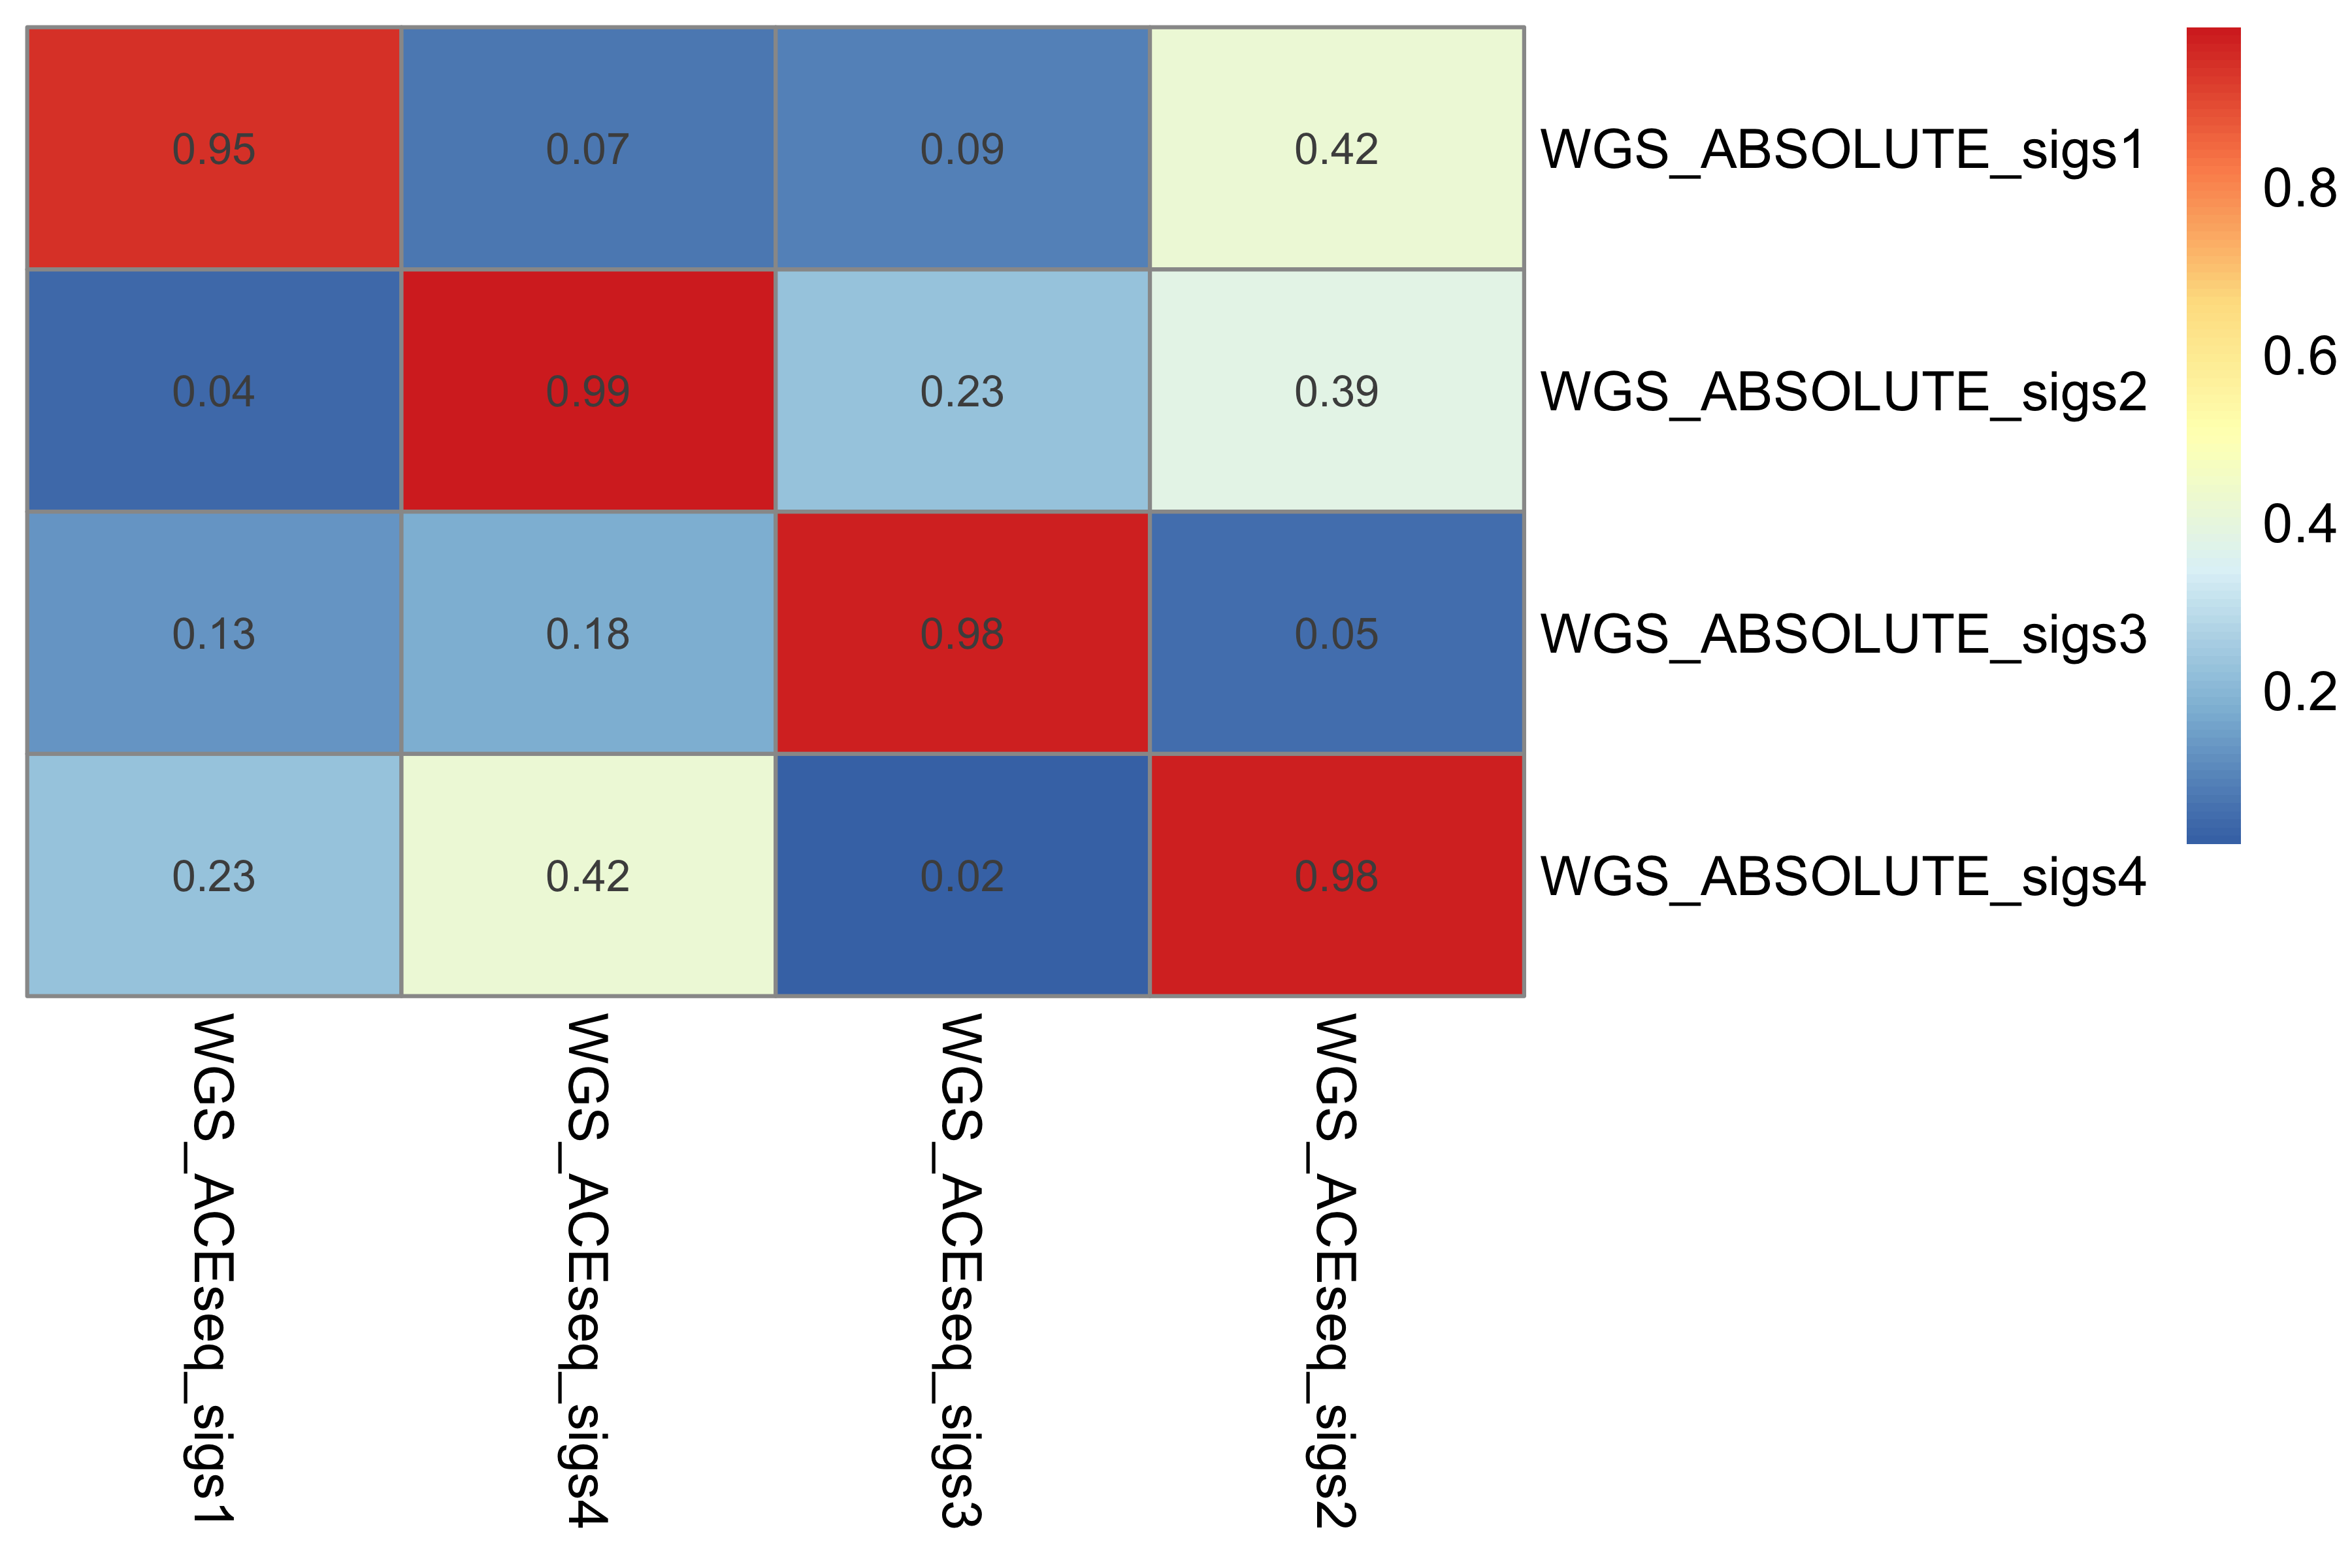 0.95 0.07 0.09 0.42 WGS_ABSOLUTE_sigs1
0.04 0.99 0.23 0.39 WGS_ABSOLUTE_sigs2
0.13 0.18 0.98 0.05 WGS_ABSOLUTE_sigs3
0.23 0.42 0.02 0.98 WGS_ABSOLUTE_sigs4
WGS_ACEseq_sigs1
WGS_ACEseq_sigs4
WGS_ACEseq_sigs3
WGS_ACEseq_sigs2
0.8
0.6
0.4
0.2